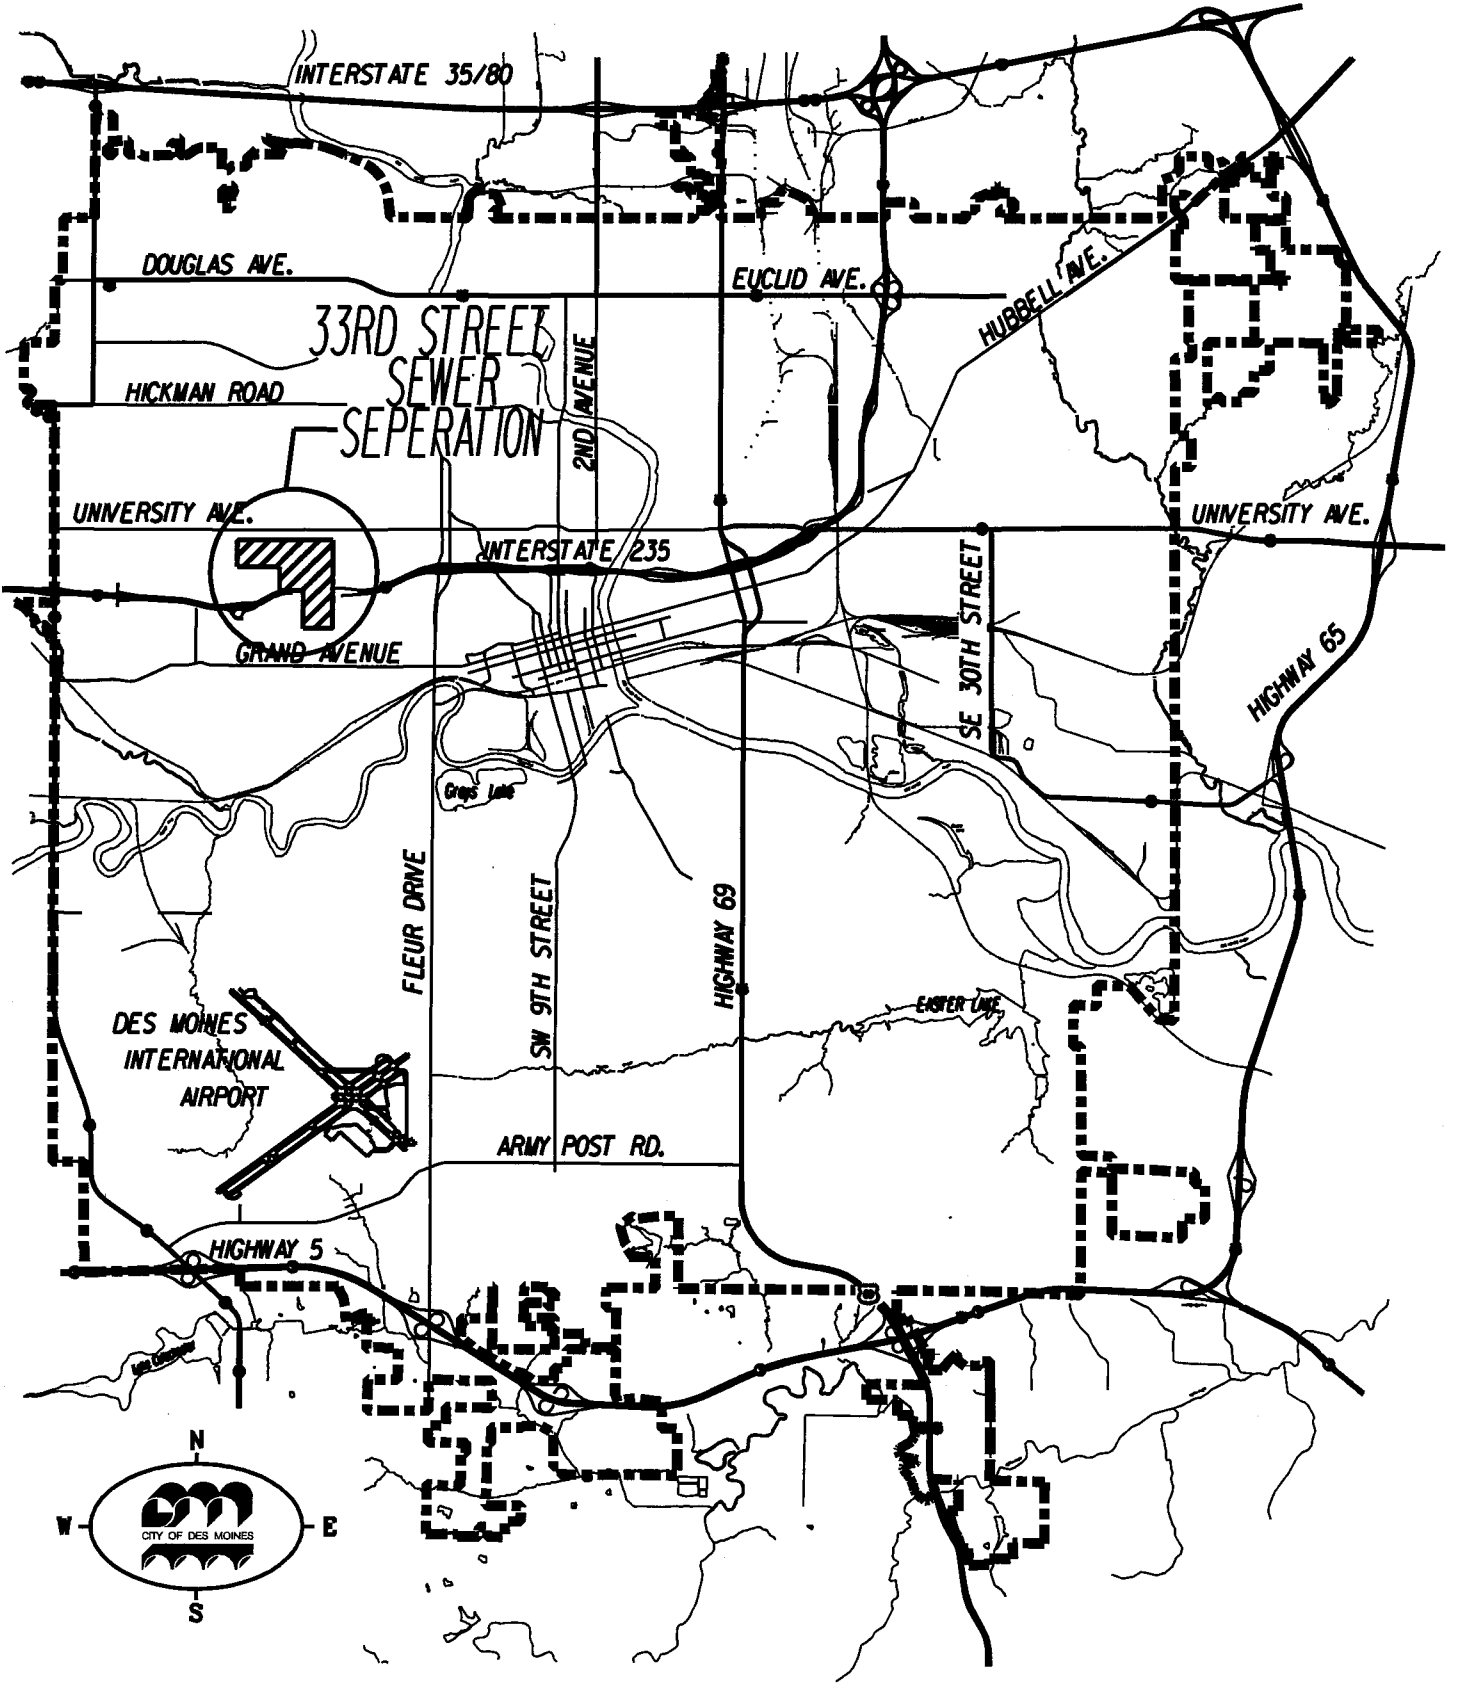 INTERSTATE 35/80
DOUGLAS AVE.
EUCLID AVE.
HUBBELL AVE.
33RD STREET
SEWER
SEPERATION
2ND AVENUE
HICKMAN ROAD
UNIVERSITY AVE.
UNIVERSITY AVE.
INTERSTATE 235
SE 30TH STREET
GRAND AVENUE
HIGHWAY 65
Grays Lake
FLEUR DRIVE
SW 9TH STREET
HIGHWAY 69
EASTER LAKE
DES MOINES
INTERNATIONAL
AIRPORT
ARMY POST RD.
HIGHWAY 5
N
W
E
S
CITY OF DES MOINES